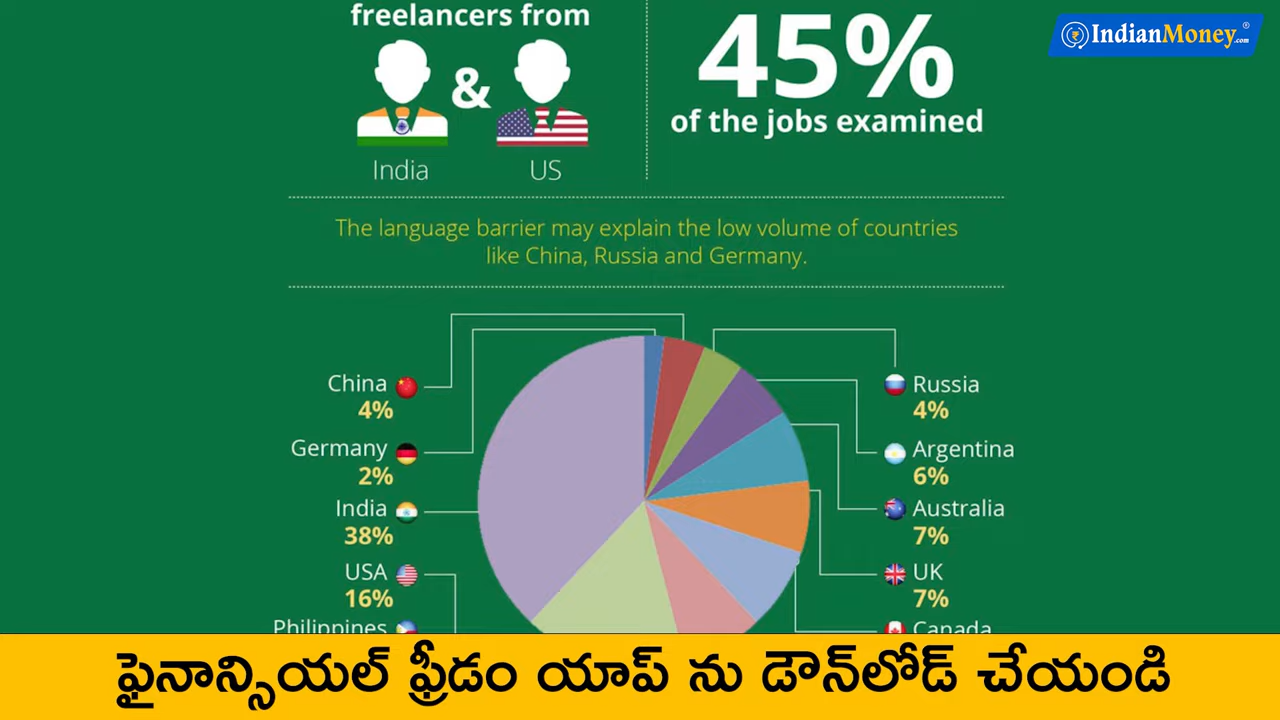 freelancers from
&
India
US
45%
of the jobs examined
IndianMoney.com
®
The language barrier may explain the low volume of countries
like China, Russia and Germany.
China
4%
Germany
2%
India
38%
USA
16%
Philippines
Russia
4%
Argentina
6%
Australia
7%
UK
7%
Canada
ఫైనాన్సియల్ ఫ్రీడం యాప్ ను డౌన్‌లోడ్ చేయండి